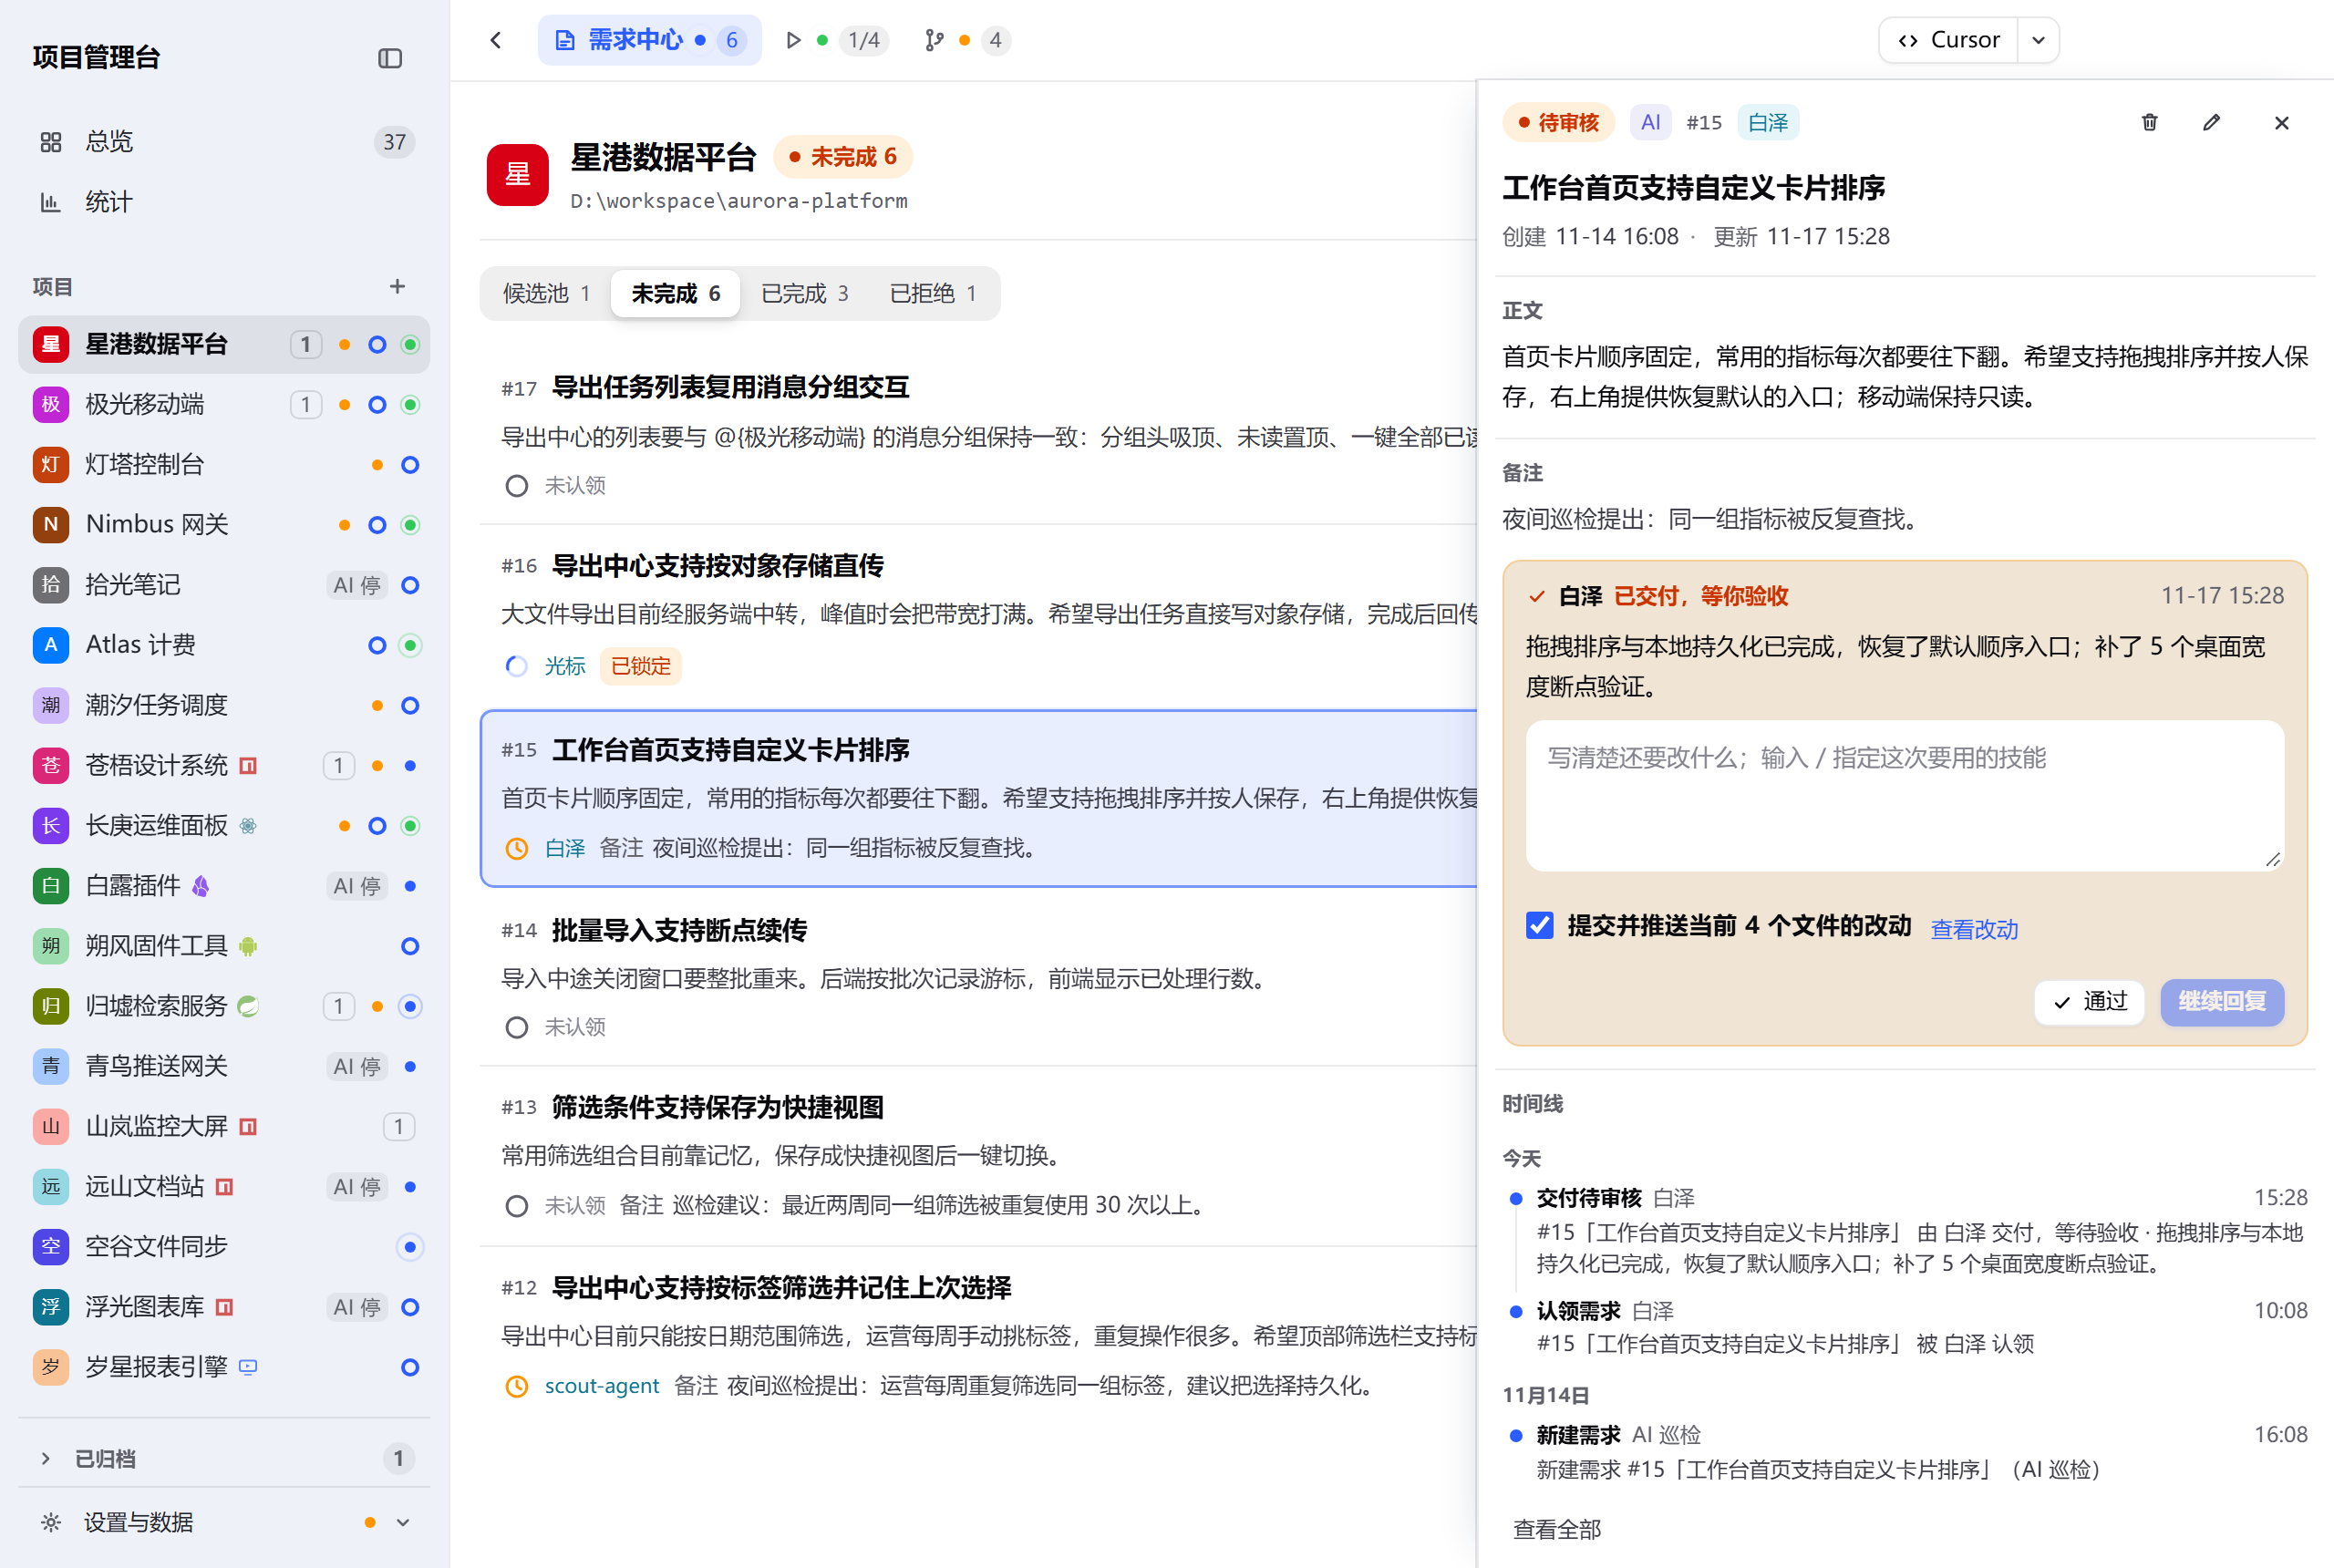 项目管理台
总览 37
统计
项目
星 星港数据平台 1
极 极光移动端 1
灯 灯塔控制台
N Nimbus 网关
拾 拾光笔记 AI 停
A Atlas 计费
潮 潮汐任务调度
苍 苍梧设计系统 1
长 长庚运维面板
白 白露插件 AI 停
朔 朔风固件工具
归 归墟检索服务 1
青 青鸟推送网关 AI 停
山 山岚监控大屏 1
远 远山文档站 AI 停
空 空谷文件同步
浮 浮光图表库 AI 停
岁 岁星报表引擎
已归档 1
设置与数据
需求中心 6 1/4 4
Cursor
星 星港数据平台 未完成 6
D:\workspace\aurora-platform
候选池 1 未完成 6 已完成 3 已拒绝 1
#17 导出任务列表复用消息分组交互
导出中心的列表要与 @{极光移动端} 的消息分组保持一致：分组头吸顶、未读置顶、一键全部已读
未认领
#16 导出中心支持按对象存储直传
大文件导出目前经服务端中转，峰值时会把带宽打满。希望导出任务直接写对象存储，完成后回传
光标 已锁定
#15 工作台首页支持自定义卡片排序
首页卡片顺序固定，常用的指标每次都要往下翻。希望支持拖拽排序并按人保存，右上角提供恢复
白泽 备注 夜间巡检提出：同一组指标被反复查找。
#14 批量导入支持断点续传
导入中途关闭窗口要整批重来。后端按批次记录游标，前端显示已处理行数。
未认领
#13 筛选条件支持保存为快捷视图
常用筛选组合目前靠记忆，保存成快捷视图后一键切换。
未认领 备注 巡检建议：最近两周同一组筛选被重复使用 30 次以上。
#12 导出中心支持按标签筛选并记住上次选择
导出中心目前只能按日期范围筛选，运营每周手动挑标签，重复操作很多。希望顶部筛选栏支持标
scout-agent 备注 夜间巡检提出：运营每周重复筛选同一组标签，建议把选择持久化。
待审核 AI #15 白泽
工作台首页支持自定义卡片排序
创建 11-14 16:08 · 更新 11-17 15:28
正文
首页卡片顺序固定，常用的指标每次都要往下翻。希望支持拖拽排序并按人保
存，右上角提供恢复默认的入口；移动端保持只读。
备注
夜间巡检提出：同一组指标被反复查找。
白泽 已交付，等你验收 11-17 15:28
拖拽排序与本地持久化已完成，恢复了默认顺序入口；补了 5 个桌面宽
度断点验证。
写清楚还要改什么；输入 / 指定这次要用的技能
提交并推送当前 4 个文件的改动 查看改动
通过 继续回复
时间线
今天
交付待审核 白泽 15:28
#15「工作台首页支持自定义卡片排序」 由 白泽 交付，等待验收 · 拖拽排序与本地
持久化已完成，恢复了默认顺序入口；补了 5 个桌面宽度断点验证。
认领需求 白泽 10:08
#15「工作台首页支持自定义卡片排序」 被 白泽 认领
11月14日
新建需求 AI 巡检 16:08
新建需求 #15「工作台首页支持自定义卡片排序」（AI 巡检）
查看全部